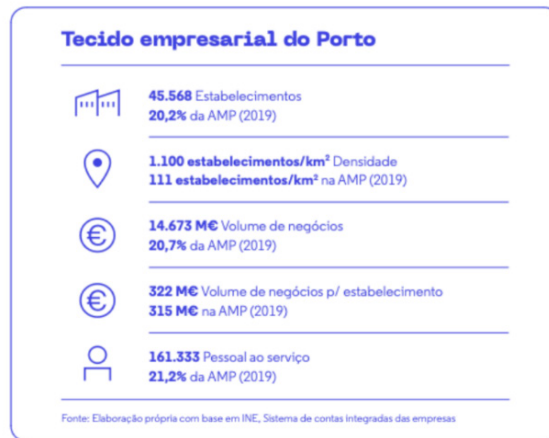 Tecido empresarial do Porto
45.568 Estabelecimentos
20,2% da AMP (2019)
1.100 estabelecimentos/km² Densidade
111 estabelecimentos/km² na AMP (2019)
14.673 M€ Volume de negócios
20,7% da AMP (2019)
322 M€ Volume de negócios p/ estabelecimento
315 M€ na AMP (2019)
161.333 Pessoal ao serviço
21,2% da AMP (2019)
Fonte: Elaboração própria com base em INE, Sistema de contas integradas das empresas